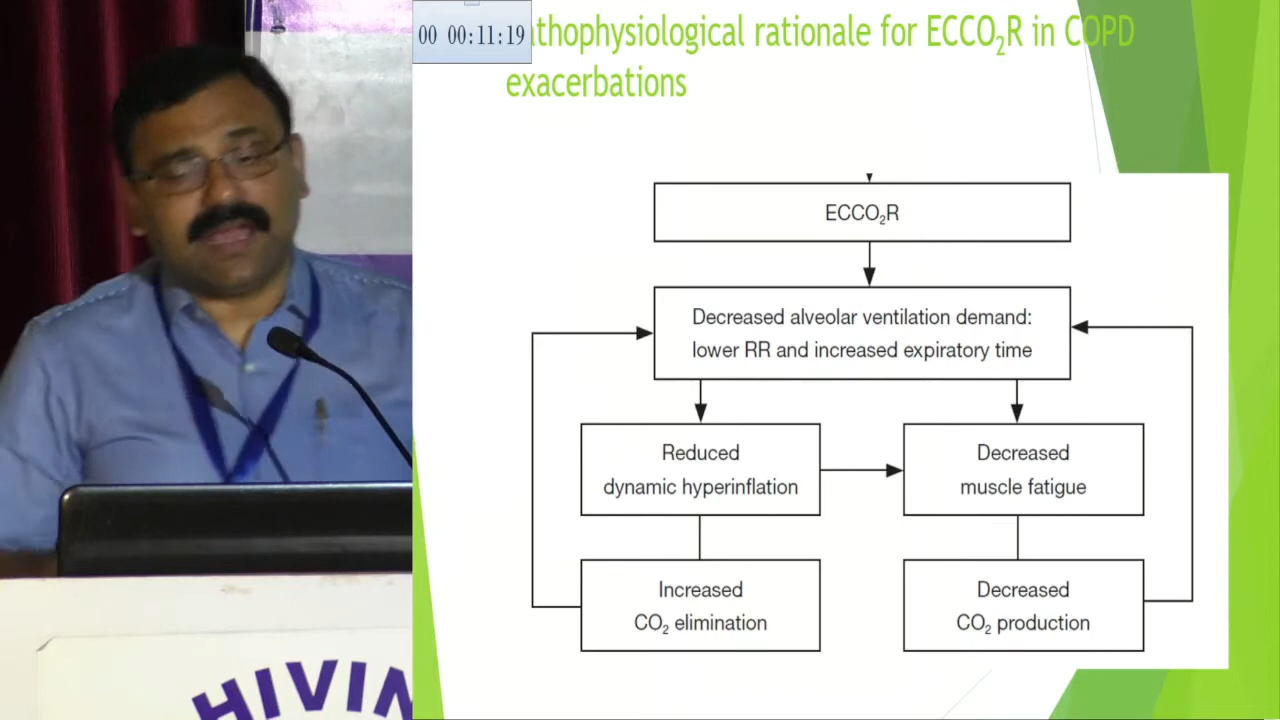 00 00:11:19
athophysiological rationale for ECCO₂R in COPD
exacerbations
ECCO₂R
Decreased alveolar ventilation demand:
lower RR and increased expiratory time
Reduced
dynamic hyperinflation
Decreased
muscle fatigue
Increased
CO₂ elimination
Decreased
CO₂ production
HIVIN